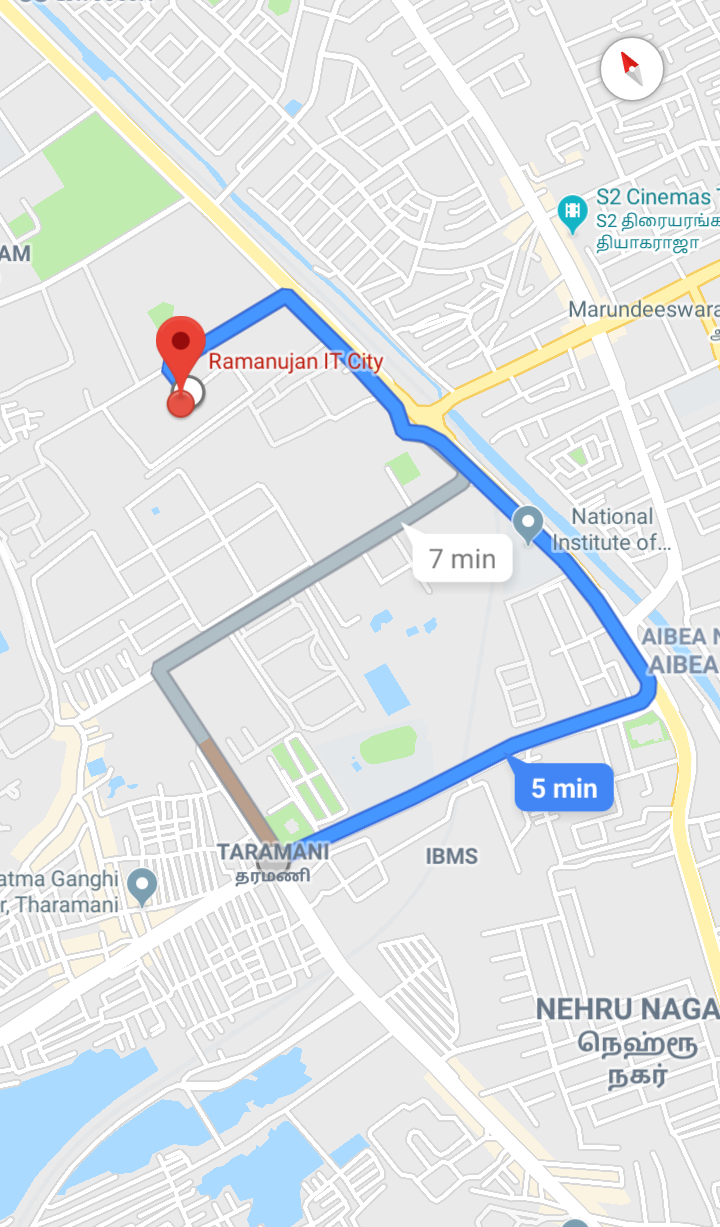 AM
S2 Cinemas
S2 திரையரங்க
தியாகராஜா
Marundeeswara
Ramanujan IT City
National
Institute of...
7 min
AIBEA N
AIBEA
5 min
TARAMANI
தரமணி
IBMS
atma Ganghi
r, Tharamani
NEHRU NAGA
நெஹ்ரூ
நகர்